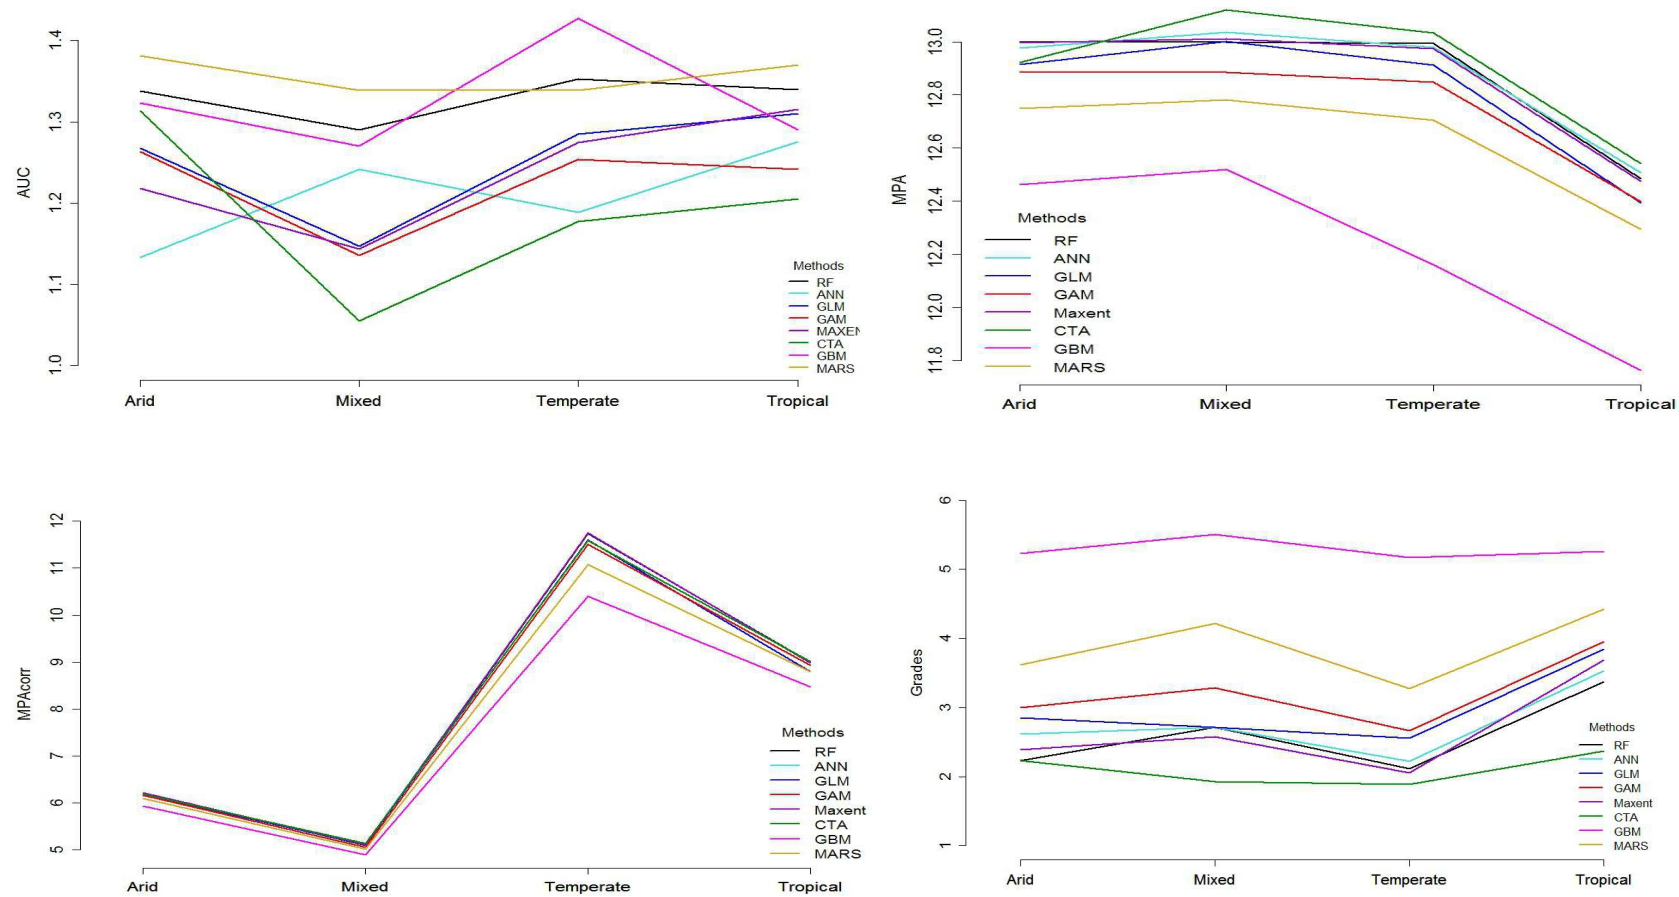 AUC
1.4
1.3
1.2
1.1
1.0
Methods
RF
ANN
GLM
GAM
MAXEN
CTA
GBM
MARS
Arid Mixed Temperate Tropical
MPA
13.0
12.8
12.6
12.4
12.2
12.0
11.8
Methods
RF
ANN
GLM
GAM
Maxent
CTA
GBM
MARS
Arid Mixed Temperate Tropical
MPAcorr
12
11
10
9
8
7
6
5
Methods
RF
ANN
GLM
GAM
Maxent
CTA
GBM
MARS
Arid Mixed Temperate Tropical
Grades
6
5
4
3
2
1
Methods
RF
ANN
GLM
GAM
Maxent
CTA
GBM
MARS
Arid Mixed Temperate Tropical